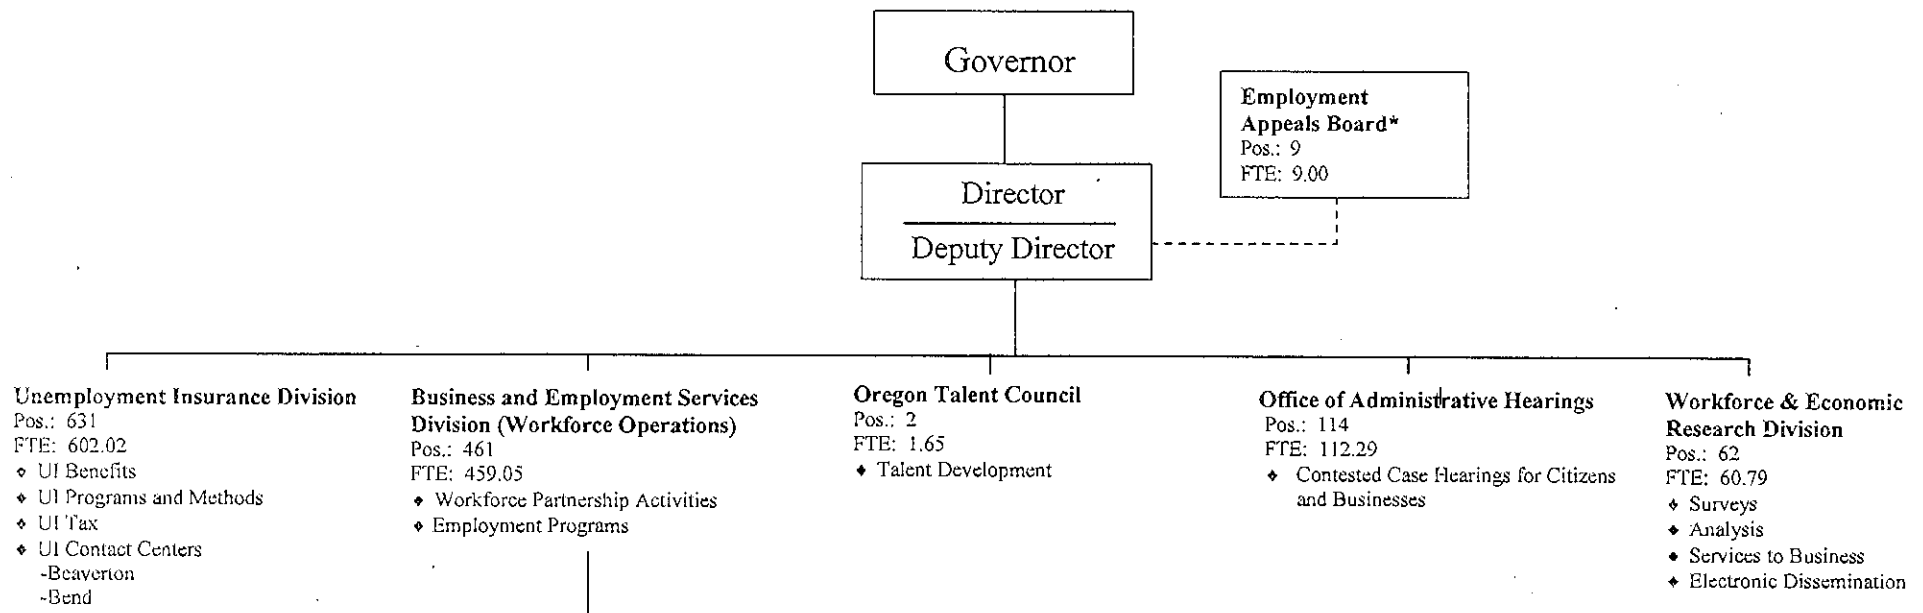 Governor
Employment
Appeals Board*
Pos.: 9
FTE: 9.00
Director
Deputy Director
Unemployment Insurance Division
Pos.: 631
FTE: 602.02
❖ UI Benefits
❖ UI Programs and Methods
❖ UI Tax
❖ UI Contact Centers
-Beaverton
-Bend
Business and Employment Services
Division (Workforce Operations)
Pos.: 461
FTE: 459.05
❖ Workforce Partnership Activities
❖ Employment Programs
Oregon Talent Council
Pos.: 2
FTE: 1.65
❖ Talent Development
Office of Administrative Hearings
Pos.: 114
FTE: 112.29
❖ Contested Case Hearings for Citizens
and Businesses
Workforce & Economic
Research Division
Pos.: 62
FTE: 60.79
❖ Surveys
❖ Analysis
❖ Services to Business
❖ Electronic Dissemination